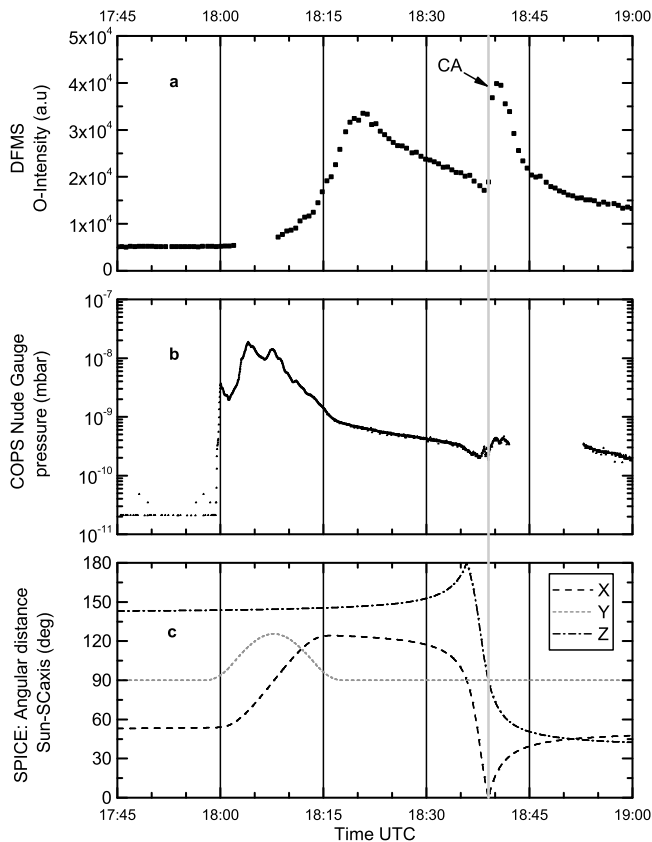 17:45 18:00 18:15 18:30 18:45 19:00
5x10⁴
4x10⁴
3x10⁴
2x10⁴
1x10⁴
0
DFMS
O-Intensity (a.u)
a
CA
10⁻⁷
10⁻⁸
10⁻⁹
10⁻¹⁰
10⁻¹¹
COPS Nude Gauge
pressure (mbar)
b
180
150
120
90
60
30
0
SPICE: Angular distance
Sun-SCaxis (deg)
c
X
Y
Z
17:45 18:00 18:15 18:30 18:45 19:00
Time UTC